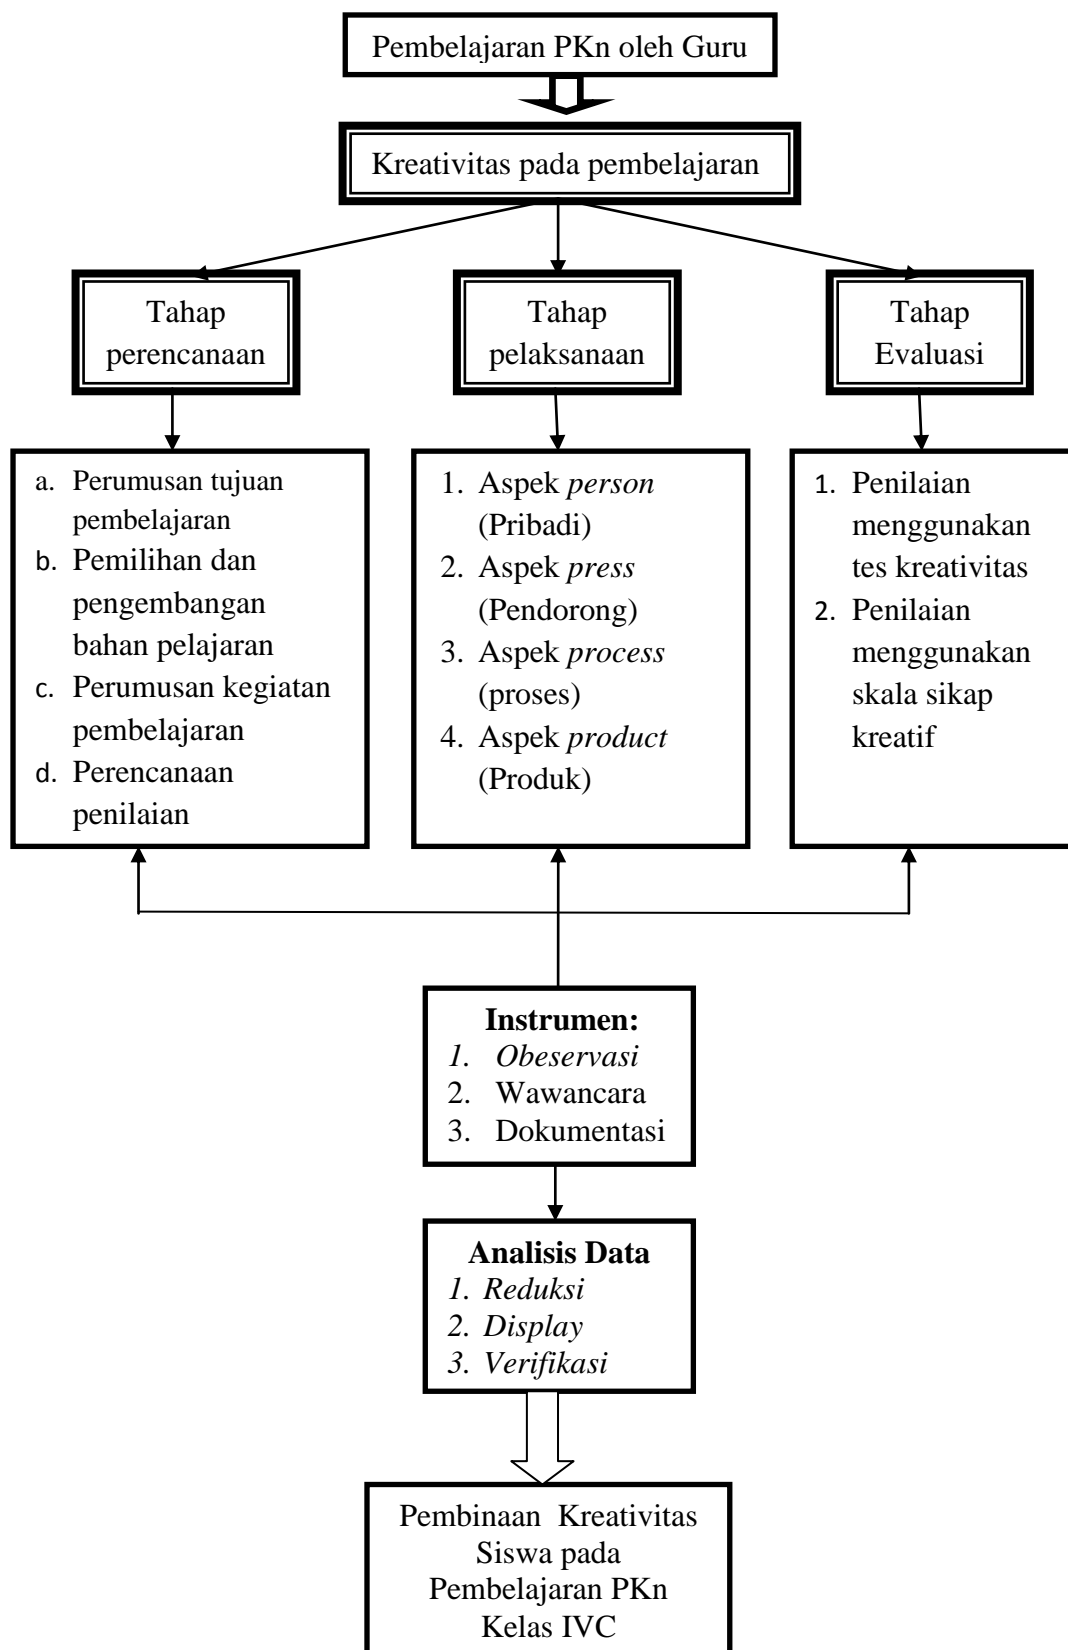 Pembelajaran PKn oleh Guru
Kreativitas pada pembelajaran
Tahap
perencanaan
Tahap
pelaksanaan
Tahap
Evaluasi
a. Perumusan tujuan
pembelajaran
b. Pemilihan dan
pengembangan
bahan pelajaran
c. Perumusan kegiatan
pembelajaran
d. Perencanaan
penilaian
1. Aspek person
(Pribadi)
2. Aspek press
(Pendorong)
3. Aspek process
(proses)
4. Aspek product
(Produk)
1. Penilaian
menggunakan
tes kreativitas
2. Penilaian
menggunakan
skala sikap
kreatif
Instrumen:
1. Obeservasi
2. Wawancara
3. Dokumentasi
Analisis Data
1. Reduksi
2. Display
3. Verifikasi
Pembinaan Kreativitas
Siswa pada
Pembelajaran PKn
Kelas IVC